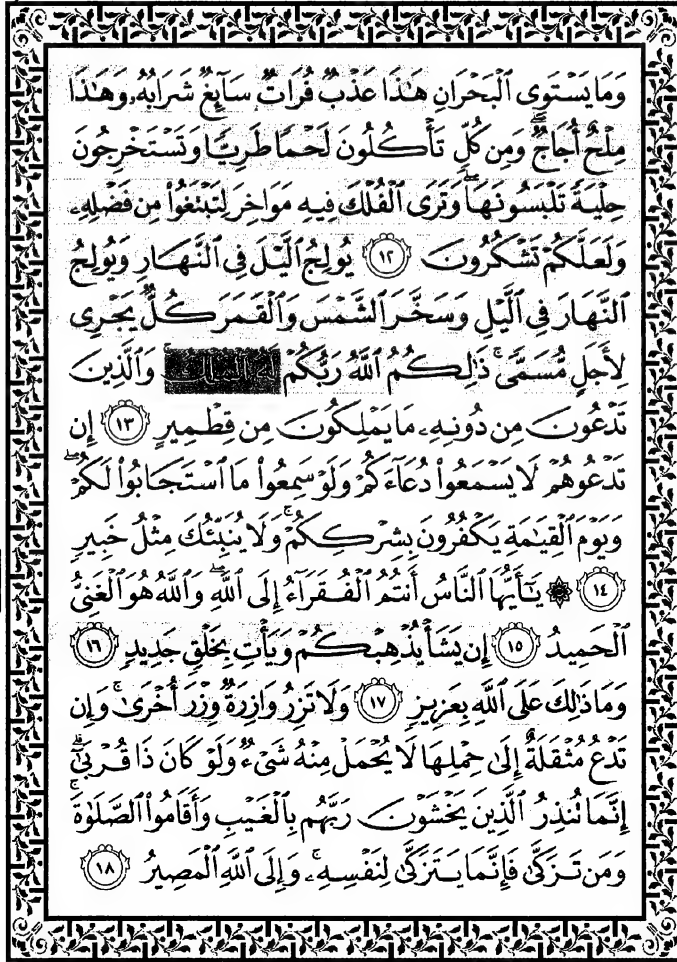 وَمَا يَسْتَوِى ٱلْبَحْرَانِ هَٰذَا عَذْبٌ فُرَاتٌ سَآئِغٌ شَرَابُهُۥ وَهَٰذَا
مِلْحٌ أُجَاجٌ ۖ وَمِن كُلٍّ تَأْكُلُونَ لَحْمًا طَرِيًّا وَتَسْتَخْرِجُونَ
حِلْيَةً تَلْبَسُونَهَا ۖ وَتَرَى ٱلْفُلْكَ فِيهِ مَوَاخِرَ لِتَبْتَغُوا۟ مِن فَضْلِهِۦ
وَلَعَلَّكُمْ تَشْكُرُونَ ١٢ يُولِجُ ٱلَّيْلَ فِى ٱلنَّهَارِ وَيُولِجُ
ٱلنَّهَارَ فِى ٱلَّيْلِ وَسَخَّرَ ٱلشَّمْسَ وَٱلْقَمَرَ كُلٌّ يَجْرِى
لِأَجَلٍ مُّسَمًّى ۚ ذَٰلِكُمُ ٱللَّهُ رَبُّكُمْ لَهُ ٱلْمُلْكُ ۚ وَٱلَّذِينَ
تَدْعُونَ مِن دُونِهِۦ مَا يَمْلِكُونَ مِن قِطْمِيرٍ ١٣ إِن
تَدْعُوهُمْ لَا يَسْمَعُوا۟ دُعَآءَكُمْ وَلَوْ سَمِعُوا۟ مَا ٱسْتَجَابُوا۟ لَكُمْ ۖ
وَيَوْمَ ٱلْقِيَٰمَةِ يَكْفُرُونَ بِشِرْكِكُمْ ۚ وَلَا يُنَبِّئُكَ مِثْلُ خَبِيرٍ
١٤ ۞ يَٰٓأَيُّهَا ٱلنَّاسُ أَنتُمُ ٱلْفُقَرَآءُ إِلَى ٱللَّهِ ۖ وَٱللَّهُ هُوَ ٱلْغَنِىُّ
ٱلْحَمِيدُ ١٥ إِن يَشَأْ يُذْهِبْكُمْ وَيَأْتِ بِخَلْقٍ جَدِيدٍ ١٦
وَمَا ذَٰلِكَ عَلَى ٱللَّهِ بِعَزِيزٍ ١٧ وَلَا تَزِرُ وَازِرَةٌ وِزْرَ أُخْرَىٰ ۚ وَإِن
تَدْعُ مُثْقَلَةٌ إِلَىٰ حِمْلِهَا لَا يُحْمَلْ مِنْهُ شَىْءٌ وَلَوْ كَانَ ذَا قُرْبَىٰٓ ۗ
إِنَّمَا تُنذِرُ ٱلَّذِينَ يَخْشَوْنَ رَبَّهُم بِٱلْغَيْبِ وَأَقَامُوا۟ ٱلصَّلَوٰةَ ۚ
وَمَن تَزَكَّىٰ فَإِنَّمَا يَتَزَكَّىٰ لِنَفْسِهِۦ ۚ وَإِلَى ٱللَّهِ ٱلْمَصِيرُ ١٨